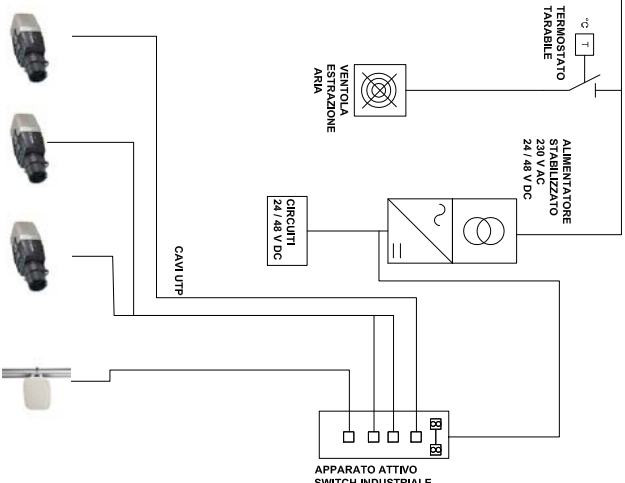 °C
T
TERMOSTATO
TARABILE
VENTOLA
ESTRAZIONE
ARIA
ALIMENTATORE
STABILIZZATO
230 V AC
24 / 48 V DC
CIRCUITI
24 / 48 V DC
CAVI UTP
APPARATO ATTIVO
SWITCH INDUSTRIALE